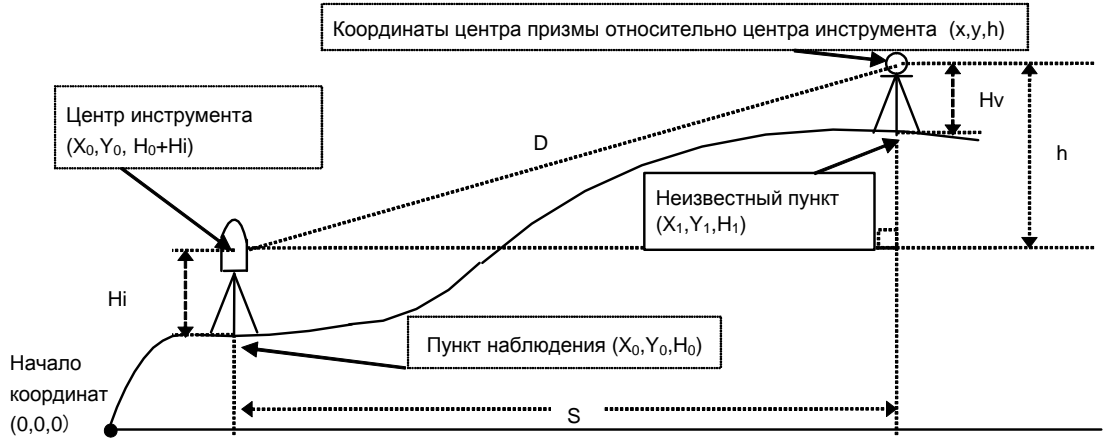 Координаты центра призмы относительно центра инструмента (x,y,h)
Центр инструмента
(X₀,Y₀, H₀+Hi)
Hv
D
h
Неизвестный пункт
(X₁,Y₁,H₁)
Hi
Пункт наблюдения (X₀,Y₀,H₀)
Начало
координат
(0,0,0)
S